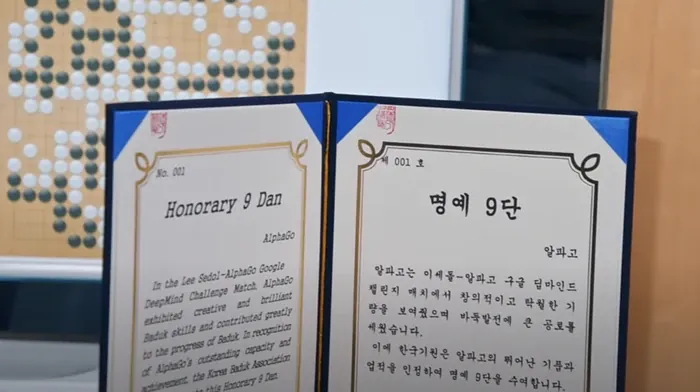 No. 001
Honorary 9 Dan
AlphaGo
In the Lee Sedol-AlphaGo Google
DeepMind Challenge Match, AlphaGo
exhibited creative and brilliant
Baduk skills and contributed greatly
to the progress of Baduk. In recognition
of AlphaGo's outstanding capacity and
achievement, the Korea Baduk Association
this Honorary 9 Dan.
제 001 호
명예 9단
알파고
알파고는 이세돌-알파고 구글 딥마인드
챌린지 매치에서 창의적이고 탁월한 기
량을 보여줬으며 바둑발전에 큰 공로를
세웠습니다.
이에 한국기원은 알파고의 뛰어난 기품과
업적을 인정하여 명예 9단을 수여합니다.